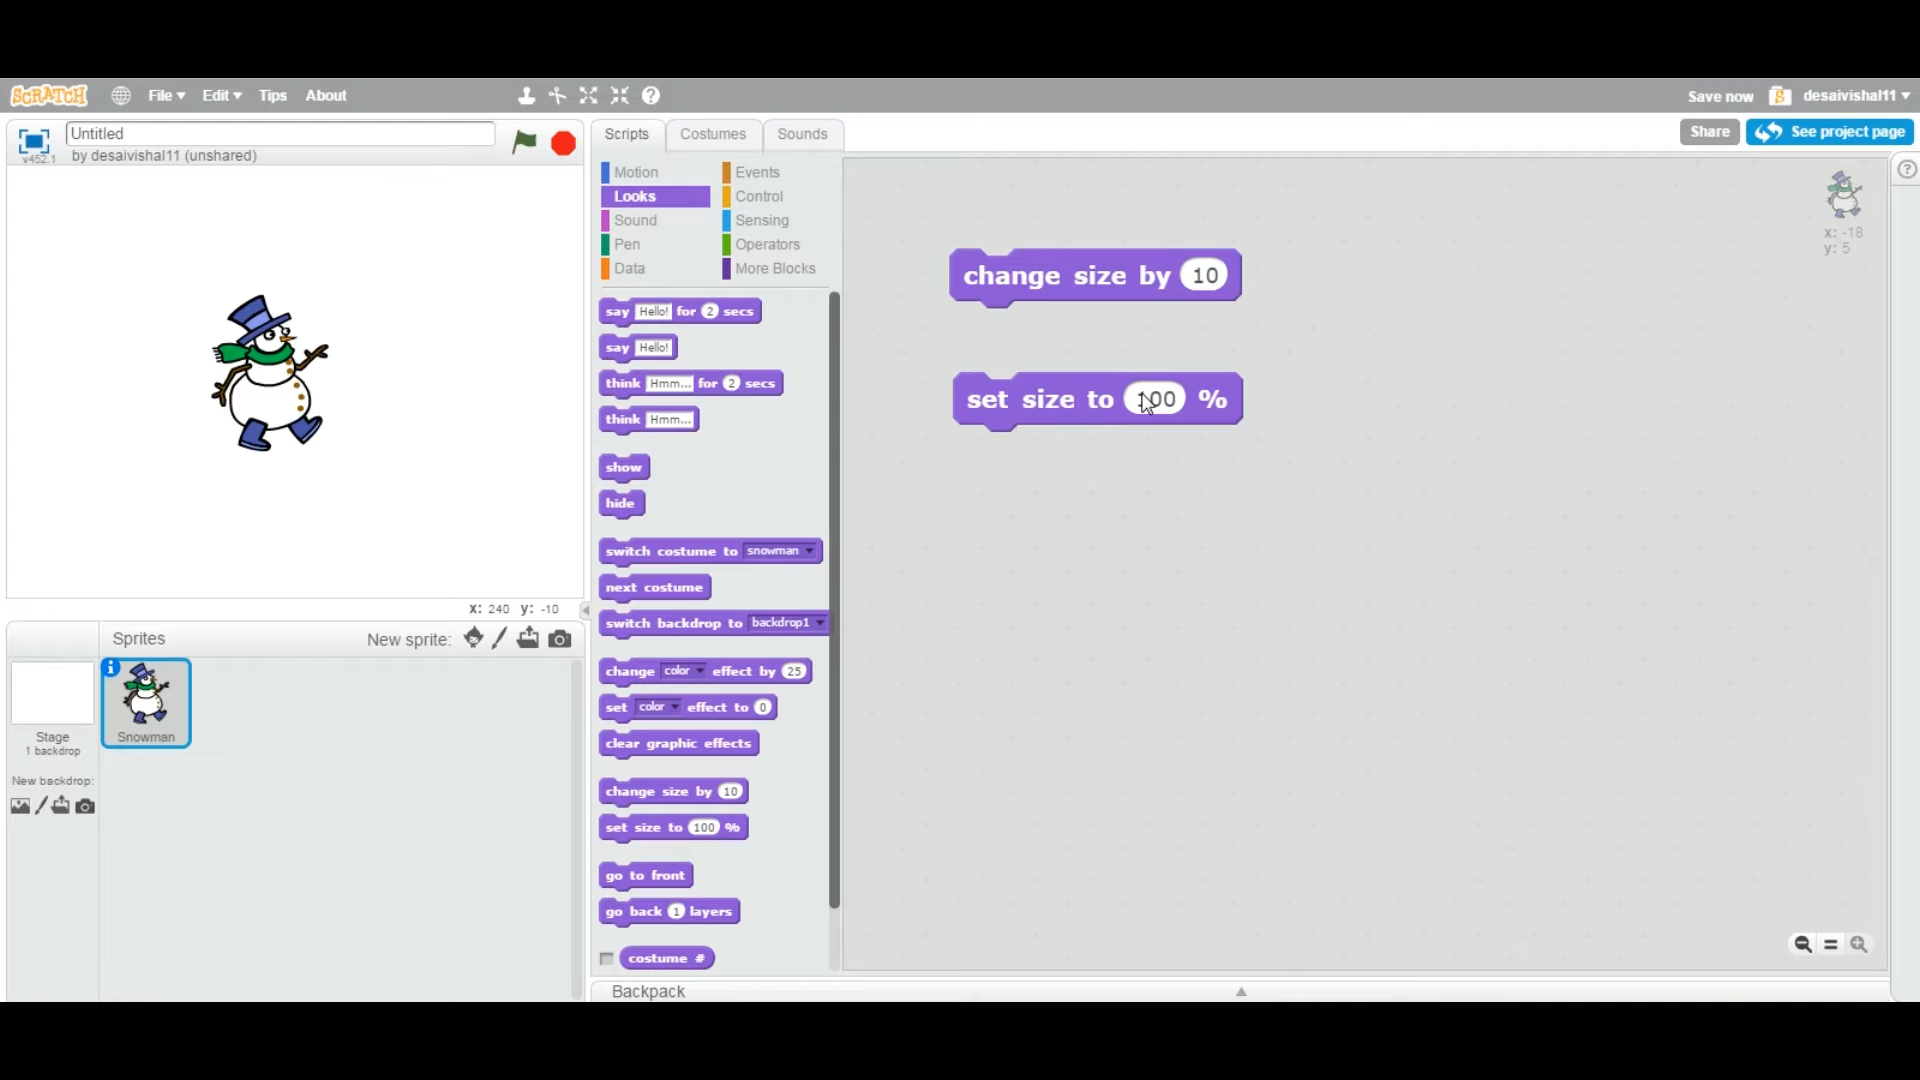 SCRATCH File Edit Tips About Save now desaivishal11
v452.1
Untitled
by desaivishal11 (unshared)
Scripts Costumes Sounds
Share See project page
Motion Events
Looks Control
Sound Sensing
Pen Operators
Data More Blocks
say Hello! for 2 secs
say Hello!
think Hmm... for 2 secs
think Hmm...
show
hide
switch costume to snowman
next costume
switch backdrop to backdrop1
change color effect by 25
set color effect to 0
clear graphic effects
change size by 10
set size to 100 %
go to front
go back 1 layers
costume #
change size by 10
set size to 100 %
x: -18
y: 5
x: 240 y: -10
Sprites New sprite:
Stage
1 backdrop
Snowman
New backdrop:
Backpack